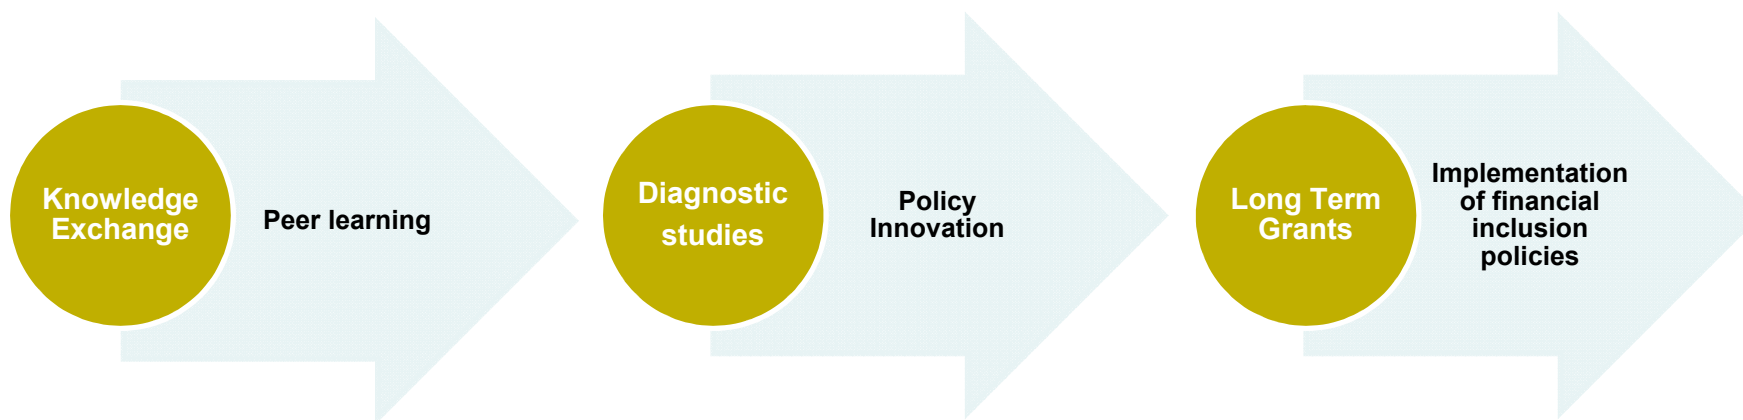 Knowledge
Exchange
Peer learning
Diagnostic
studies
Policy
Innovation
Long Term
Grants
Implementation
of financial
inclusion
policies